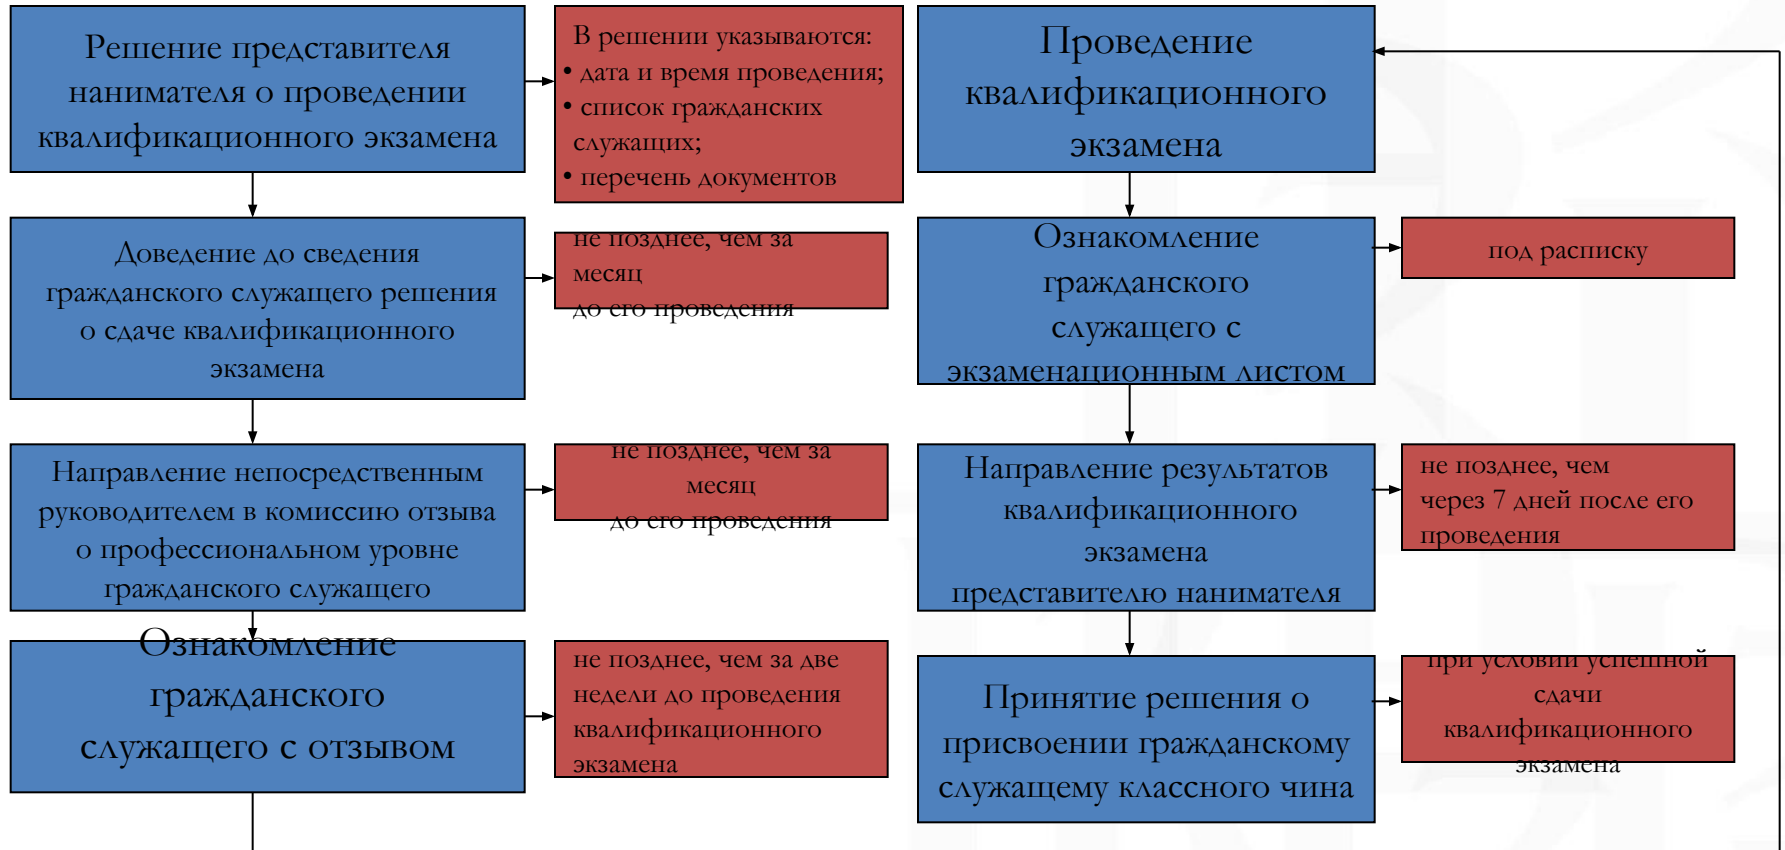 Решение представителя
нанимателя о проведении
квалификационного экзамена
В решении указываются:
• дата и время проведения;
• список гражданских
служащих;
• перечень документов
Доведение до сведения
гражданского служащего решения
о сдаче квалификационного
экзамена
не позднее, чем за
месяц
до его проведения
Направление непосредственным
руководителем в комиссию отзыва
о профессиональном уровне
гражданского служащего
не позднее, чем за
месяц
до его проведения
Ознакомление
гражданского
служащего с отзывом
не позднее, чем за две
недели до проведения
квалификационного
экзамена
Проведение
квалификационного
экзамена
Ознакомление
гражданского
служащего с
экзаменационным листом
под расписку
Направление результатов
квалификационного
экзамена
представителю нанимателя
не позднее, чем
через 7 дней после его
проведения
Принятие решения о
присвоении гражданскому
служащему классного чина
при условии успешной
сдачи
квалификационного
экзамена